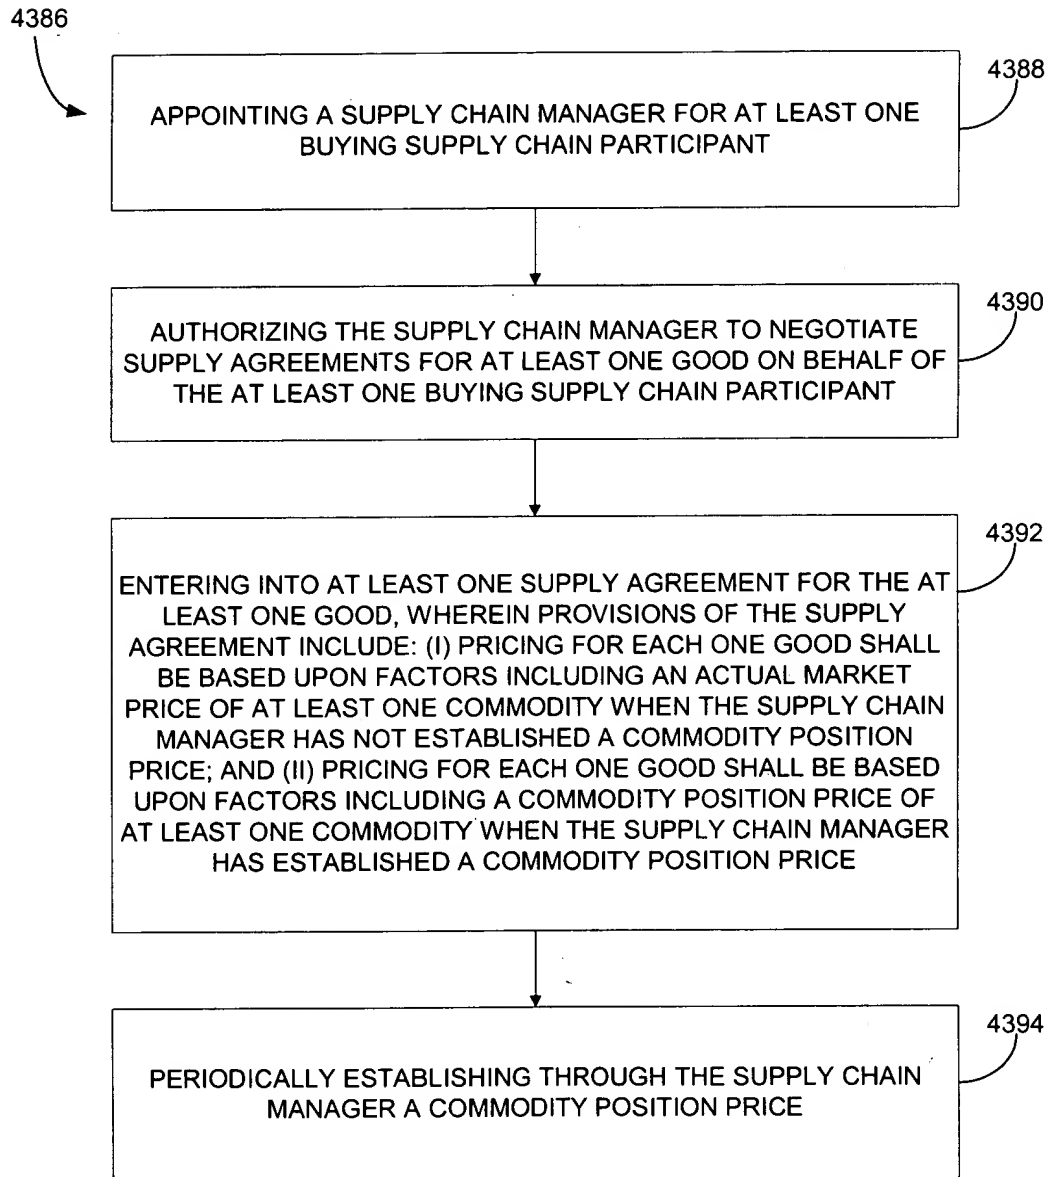 4386
4388
APPOINTING A SUPPLY CHAIN MANAGER FOR AT LEAST ONE
BUYING SUPPLY CHAIN PARTICIPANT
4390
AUTHORIZING THE SUPPLY CHAIN MANAGER TO NEGOTIATE
SUPPLY AGREEMENTS FOR AT LEAST ONE GOOD ON BEHALF OF
THE AT LEAST ONE BUYING SUPPLY CHAIN PARTICIPANT
4392
ENTERING INTO AT LEAST ONE SUPPLY AGREEMENT FOR THE AT
LEAST ONE GOOD, WHEREIN PROVISIONS OF THE SUPPLY
AGREEMENT INCLUDE: (I) PRICING FOR EACH ONE GOOD SHALL
BE BASED UPON FACTORS INCLUDING AN ACTUAL MARKET
PRICE OF AT LEAST ONE COMMODITY WHEN THE SUPPLY CHAIN
MANAGER HAS NOT ESTABLISHED A COMMODITY POSITION
PRICE; AND (II) PRICING FOR EACH ONE GOOD SHALL BE BASED
UPON FACTORS INCLUDING A COMMODITY POSITION PRICE OF
AT LEAST ONE COMMODITY WHEN THE SUPPLY CHAIN MANAGER
HAS ESTABLISHED A COMMODITY POSITION PRICE
4394
PERIODICALLY ESTABLISHING THROUGH THE SUPPLY CHAIN
MANAGER A COMMODITY POSITION PRICE